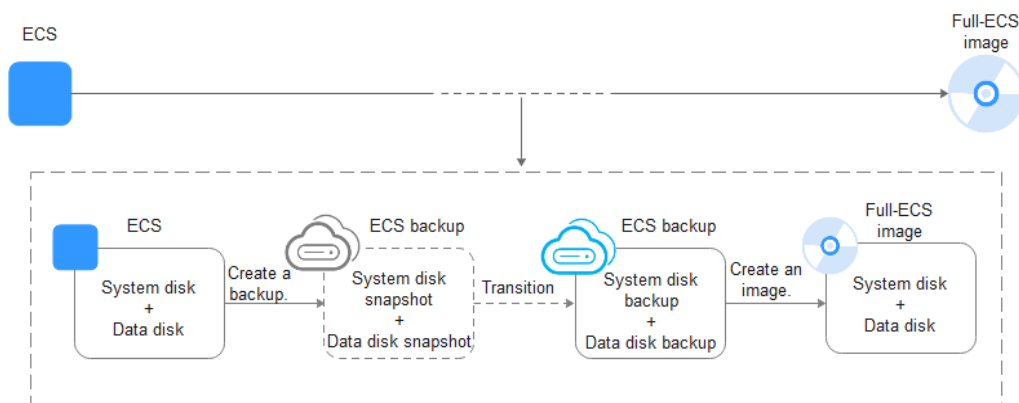 ECS
Full-ECS
image
ECS
ECS backup
ECS backup
Full-ECS
image
System disk
+
Data disk
Create a
backup.
System disk
snapshot
+
Data disk snapshot
Transition
System disk
backup
+
Data disk backup
Create an
image.
System disk
+
Data disk